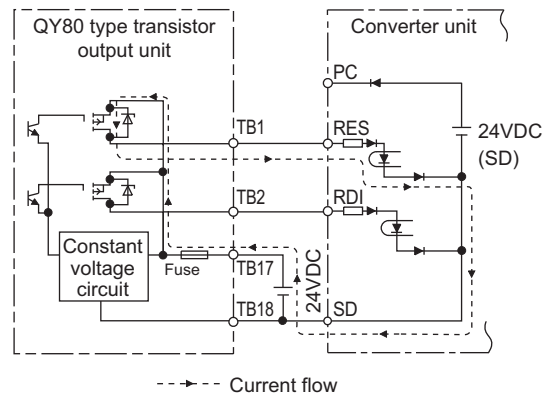 QY80 type transistor
output unit
Converter unit
PC
TB1
RES
24VDC
(SD)
TB2
RDI
Constant
voltage
circuit
Fuse
TB17
24VDC
TB18
SD
Current flow